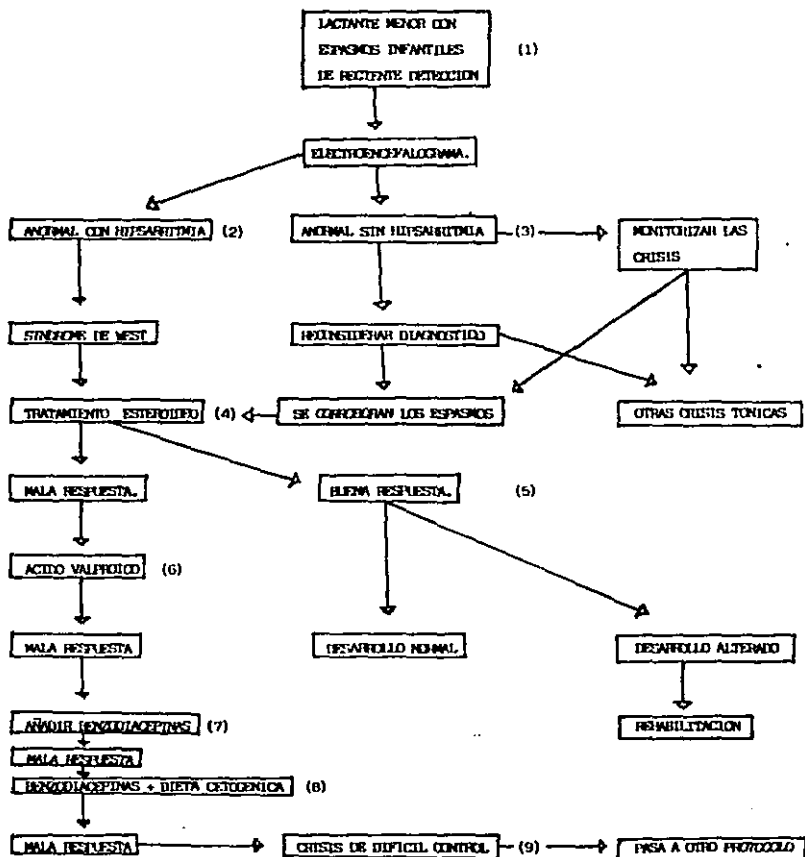 LACTANTE MENOR CON
ESPASMOS INFANTILES
DE RECIENTE DETECCION
(1)
ELECTROENCEFALOGRAMA.
ANORMAL CON HIPSARRITMIA (2)
ANORMAL SIN HIPSARRITMIA (3)
MONITORIZAR LAS
CRISIS
SINDROME DE WEST
RECONSIDERAR DIAGNOSTICO
TRATAMIENTO ESTEROIDEO (4)
SE CORROBORAN LOS ESPASMOS
OTRAS CRISIS TONICAS
MALA RESPUESTA.
BUENA RESPUESTA. (5)
ACIDO VALPROICO (6)
MALA RESPUESTA
DESARROLLO NORMAL
DESARROLLO ALTERADO
AÑADIR BENZODIACEPINAS (7)
REHABILITACION
MALA RESPUESTA
BENZODIACEPINAS + DIETA CETOGENICA (8)
MALA RESPUESTA
CRISIS DE DIFICIL CONTROL (9)
PASA A OTRO PROTOCOLO